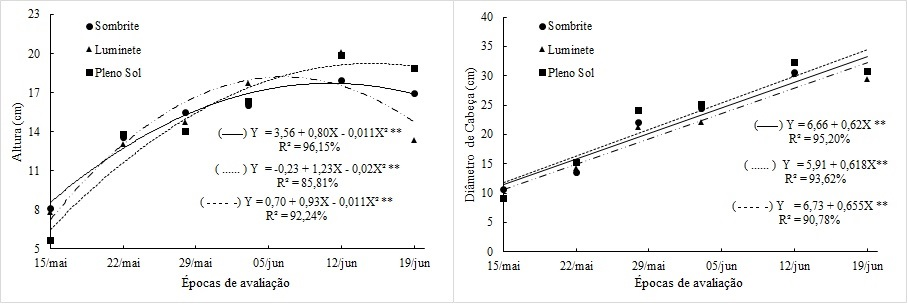 23
20
17
14
11
8
5
Altura (cm)
Sombrite
Luminete
Pleno Sol
(——) Y = 3,56 + 0,80X - 0,011X² **
R² = 96,15%
( ...... ) Y = -0,23 + 1,23X - 0,02X² **
R² = 85,81%
( - - - -) Y = 0,70 + 0,93X - 0,011X² **
R² = 92,24%
15/mai 22/mai 29/mai 05/jun 12/jun 19/jun
Épocas de avaliação
40
35
30
25
20
15
10
5
0
Diâmetro de Cabeça (cm)
Sombrite
Luminete
Pleno Sol
(——) Y = 6,66 + 0,62X **
R² = 95,20%
( ...... ) Y = 5,91 + 0,618X**
R² = 93,62%
( - - - -) Y = 6,73 + 0,655X **
R² = 90,78%
15/mai 22/mai 29/mai 05/jun 12/jun 19/jun
Épocas de avaliação